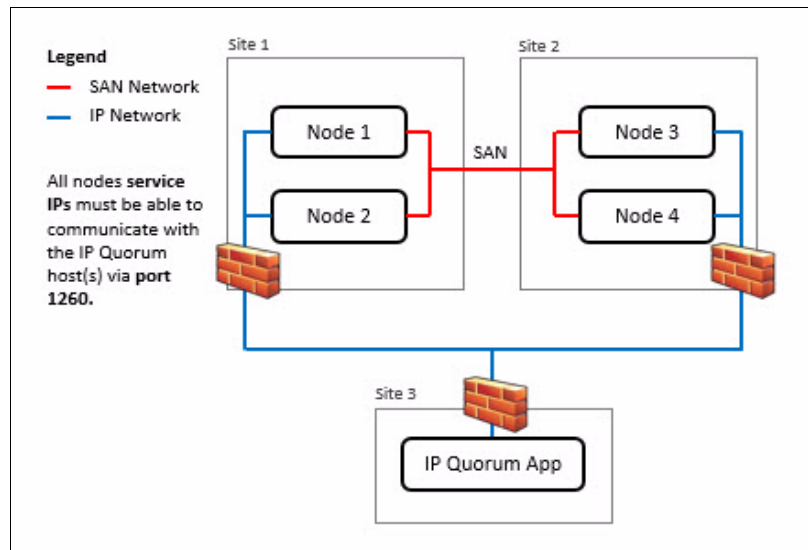 Legend
SAN Network
IP Network
All nodes service
IPs must be able to
communicate with
the IP Quorum
host(s) via port
1260.
Site 1
Node 1
Node 2
SAN
Site 2
Node 3
Node 4
Site 3
IP Quorum App